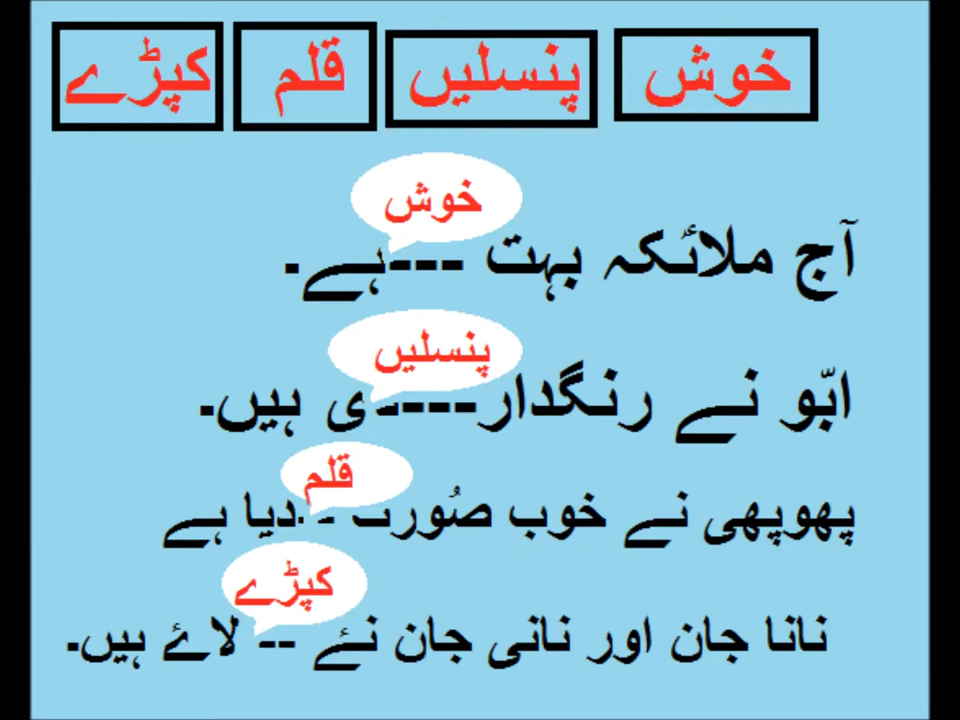 خوش پنسلیں قلم کپڑے
خوش
آج ملائکہ بہت ---ہے۔
پنسلیں
ابّو نے رنگدار----ی ہیں۔
قلم
پھوپھی نے خوب صُورت -- دیا ہے
کپڑے
نانا جان اور نانی جان نئے -- لائے ہیں۔